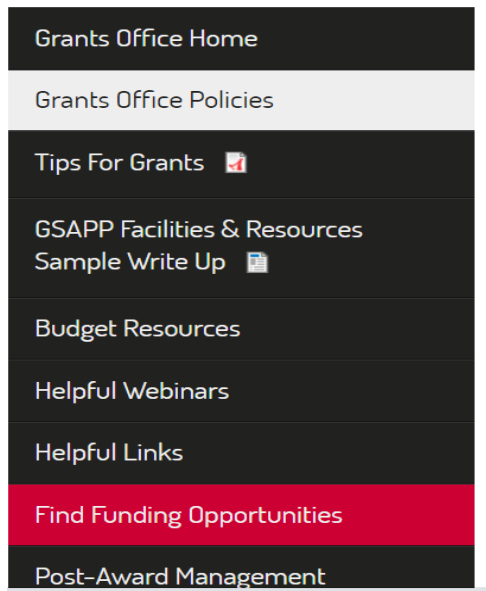 Grants Office Home
Grants Office Policies
Tips For Grants
GSAPP Facilities & Resources
Sample Write Up
Budget Resources
Helpful Webinars
Helpful Links
Find Funding Opportunities
Post-Award Management